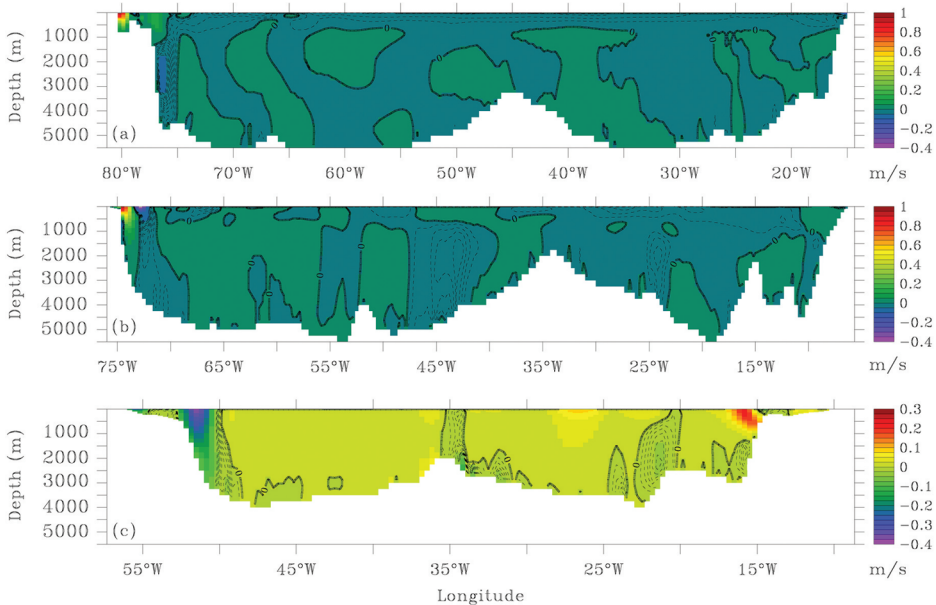 1000
2000
3000
4000
5000
Depth (m)
(a)
80°W
70°W
60°W
50°W
40°W
30°W
20°W
1
0.8
0.6
0.4
0.2
0
−0.2
−0.4
m/s
1000
2000
3000
4000
5000
Depth (m)
(b)
75°W
65°W
55°W
45°W
35°W
25°W
15°W
1
0.8
0.6
0.4
0.2
0
−0.2
−0.4
m/s
1000
2000
3000
4000
5000
Depth (m)
(c)
55°W
45°W
35°W
25°W
15°W
0.3
0.2
0.1
0
−0.1
−0.2
−0.3
−0.4
m/s
Longitude